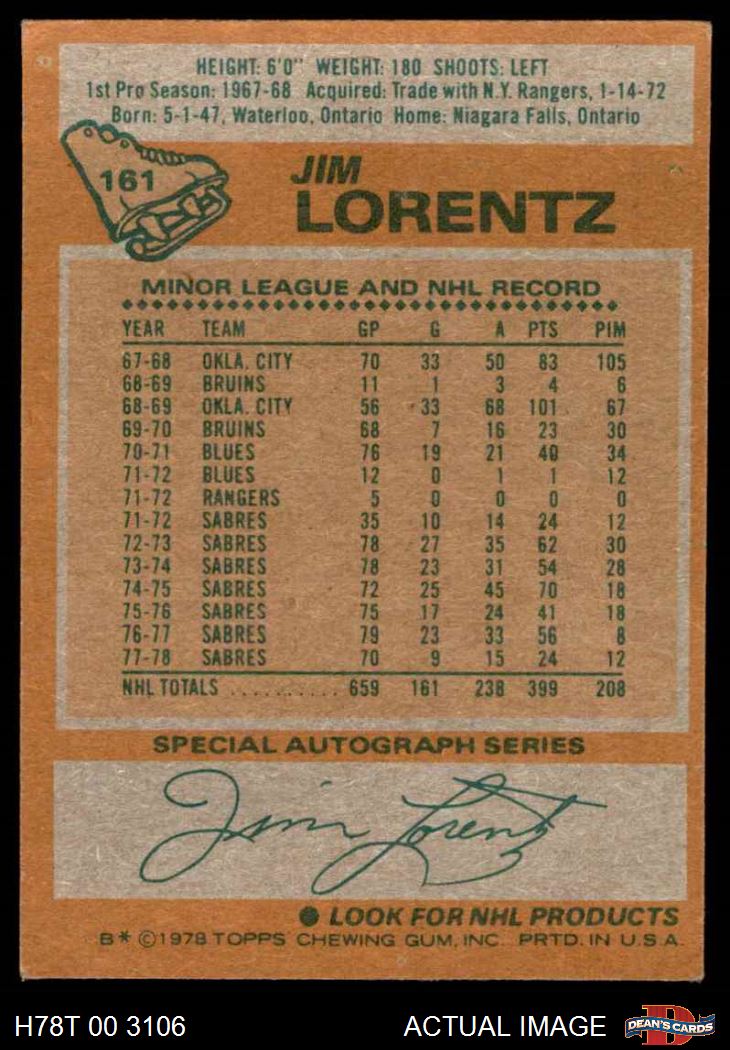 HEIGHT: 6'0" WEIGHT: 180 SHOOTS: LEFT
1st Pro Season: 1967-68 Acquired: Trade with N.Y. Rangers, 1-14-72
Born: 5-1-47, Waterloo, Ontario Home: Niagara Falls, Ontario
161
JIM
LORENTZ
MINOR LEAGUE AND NHL RECORD
YEAR TEAM GP G A PTS PIM
67-68 OKLA. CITY 70 33 50 83 105
68-69 BRUINS 11 1 3 4 6
68-69 OKLA. CITY 56 33 68 101 67
69-70 BRUINS 68 7 16 23 30
70-71 BLUES 76 19 21 40 34
71-72 BLUES 12 0 1 1 12
71-72 RANGERS 5 0 0 0 0
71-72 SABRES 35 10 14 24 12
72-73 SABRES 78 27 35 62 30
73-74 SABRES 78 23 31 54 28
74-75 SABRES 72 25 45 70 18
75-76 SABRES 75 17 24 41 18
76-77 SABRES 79 23 33 56 8
77-78 SABRES 70 9 15 24 12
NHL TOTALS .......... 659 161 238 399 208
SPECIAL AUTOGRAPH SERIES
Jim Lorentz
● LOOK FOR NHL PRODUCTS
B* ©1978 TOPPS CHEWING GUM, INC. PRTD. IN U.S.A.
H78T 00 3106 ACTUAL IMAGE
D
DEAN'S CARDS